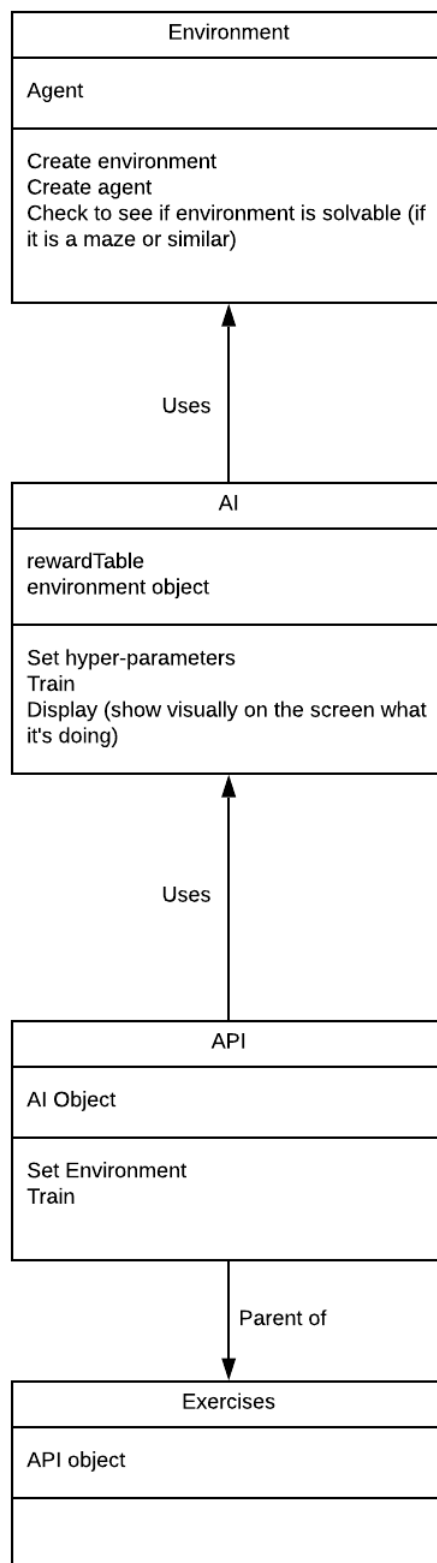 Environment
Agent
Create environment
Create agent
Check to see if environment is solvable (if
it is a maze or similar)
Uses
AI
rewardTable
environment object
Set hyper-parameters
Train
Display (show visually on the screen what
it's doing)
Uses
API
AI Object
Set Environment
Train
Parent of
Exercises
API object